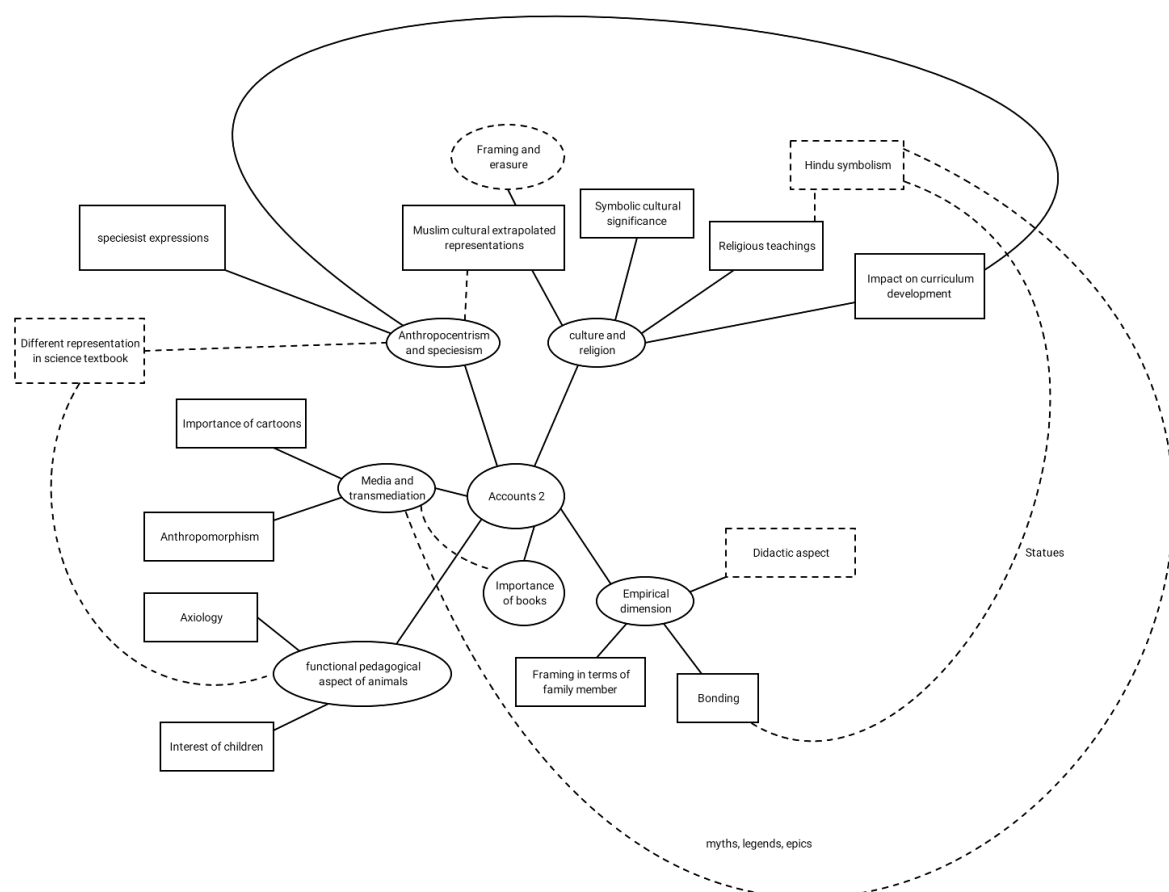 Framing and
erasure
Hindu symbolism
Symbolic cultural
significance
speciesist expressions
Muslim cultural extrapolated
representations
Religious teachings
Impact on curriculum
development
Different representation
in science textbook
Anthropocentrism
and speciesism
culture and
religion
Importance of cartoons
Media and
transmediation
Accounts 2
Anthropomorphism
Didactic aspect
Statues
Importance
of books
Empirical
dimension
Axiology
functional pedagogical
aspect of animals
Framing in terms of
family member
Bonding
Interest of children
myths, legends, epics